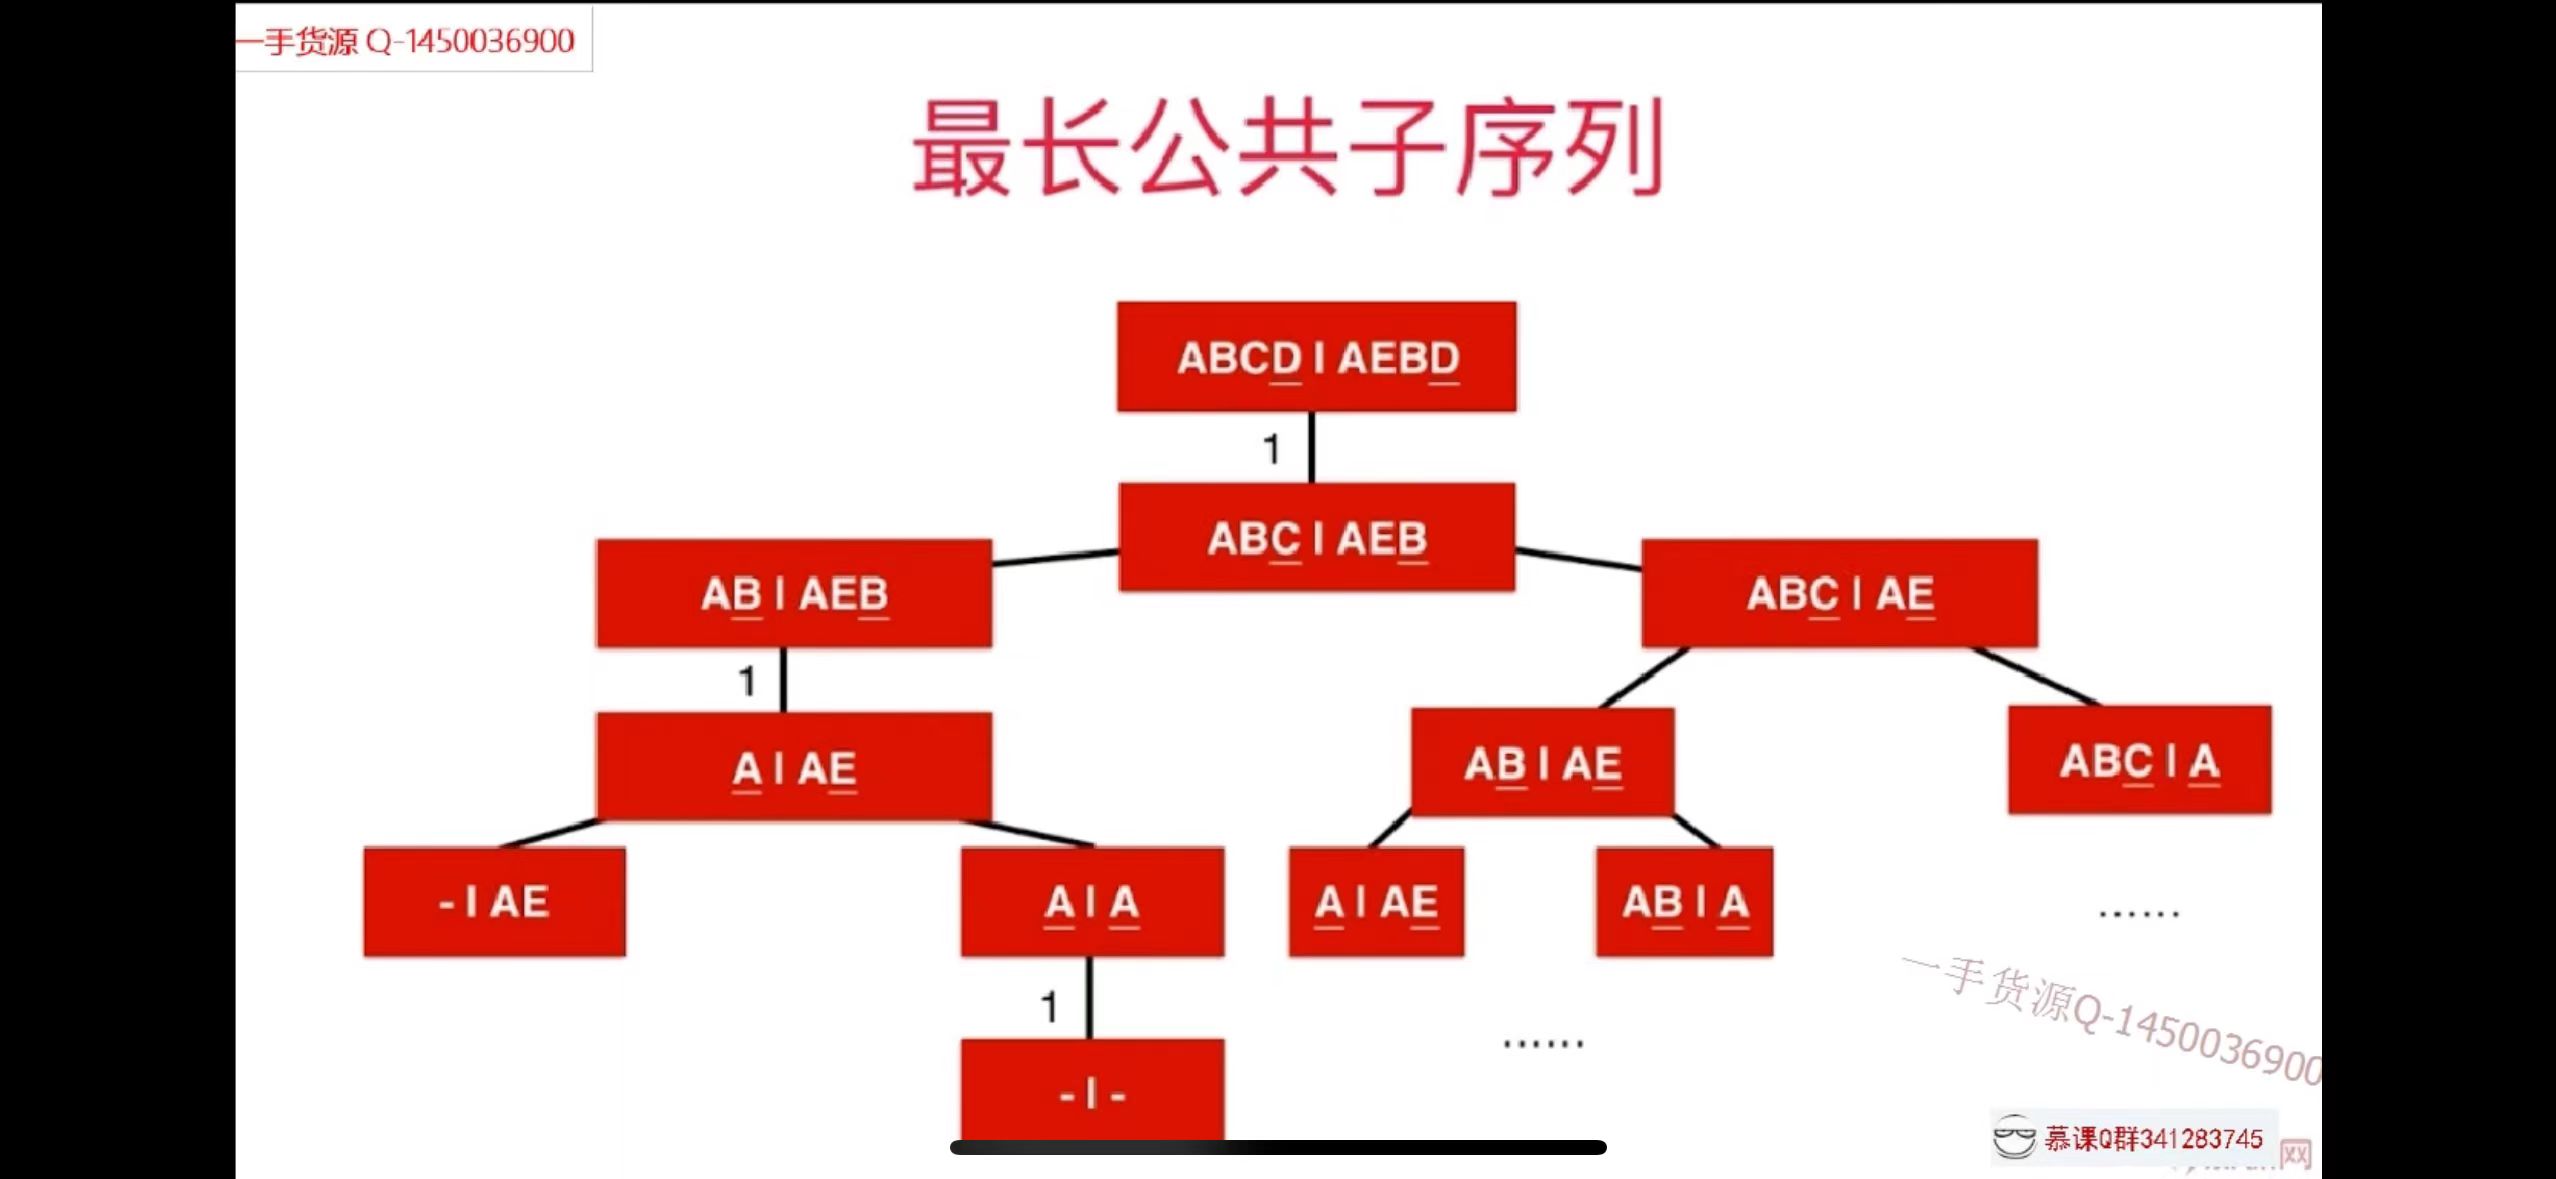 一手货源 Q-1450036900
最长公共子序列
ABCD | AEBD
1
ABC | AEB
AB | AEB
ABC | AE
1
A | AE
AB | AE
ABC | A
- | AE
A | A
A | AE
AB | A
......
1
......
- | -
一手货源Q-1450036900
慕课Q群341283745
网